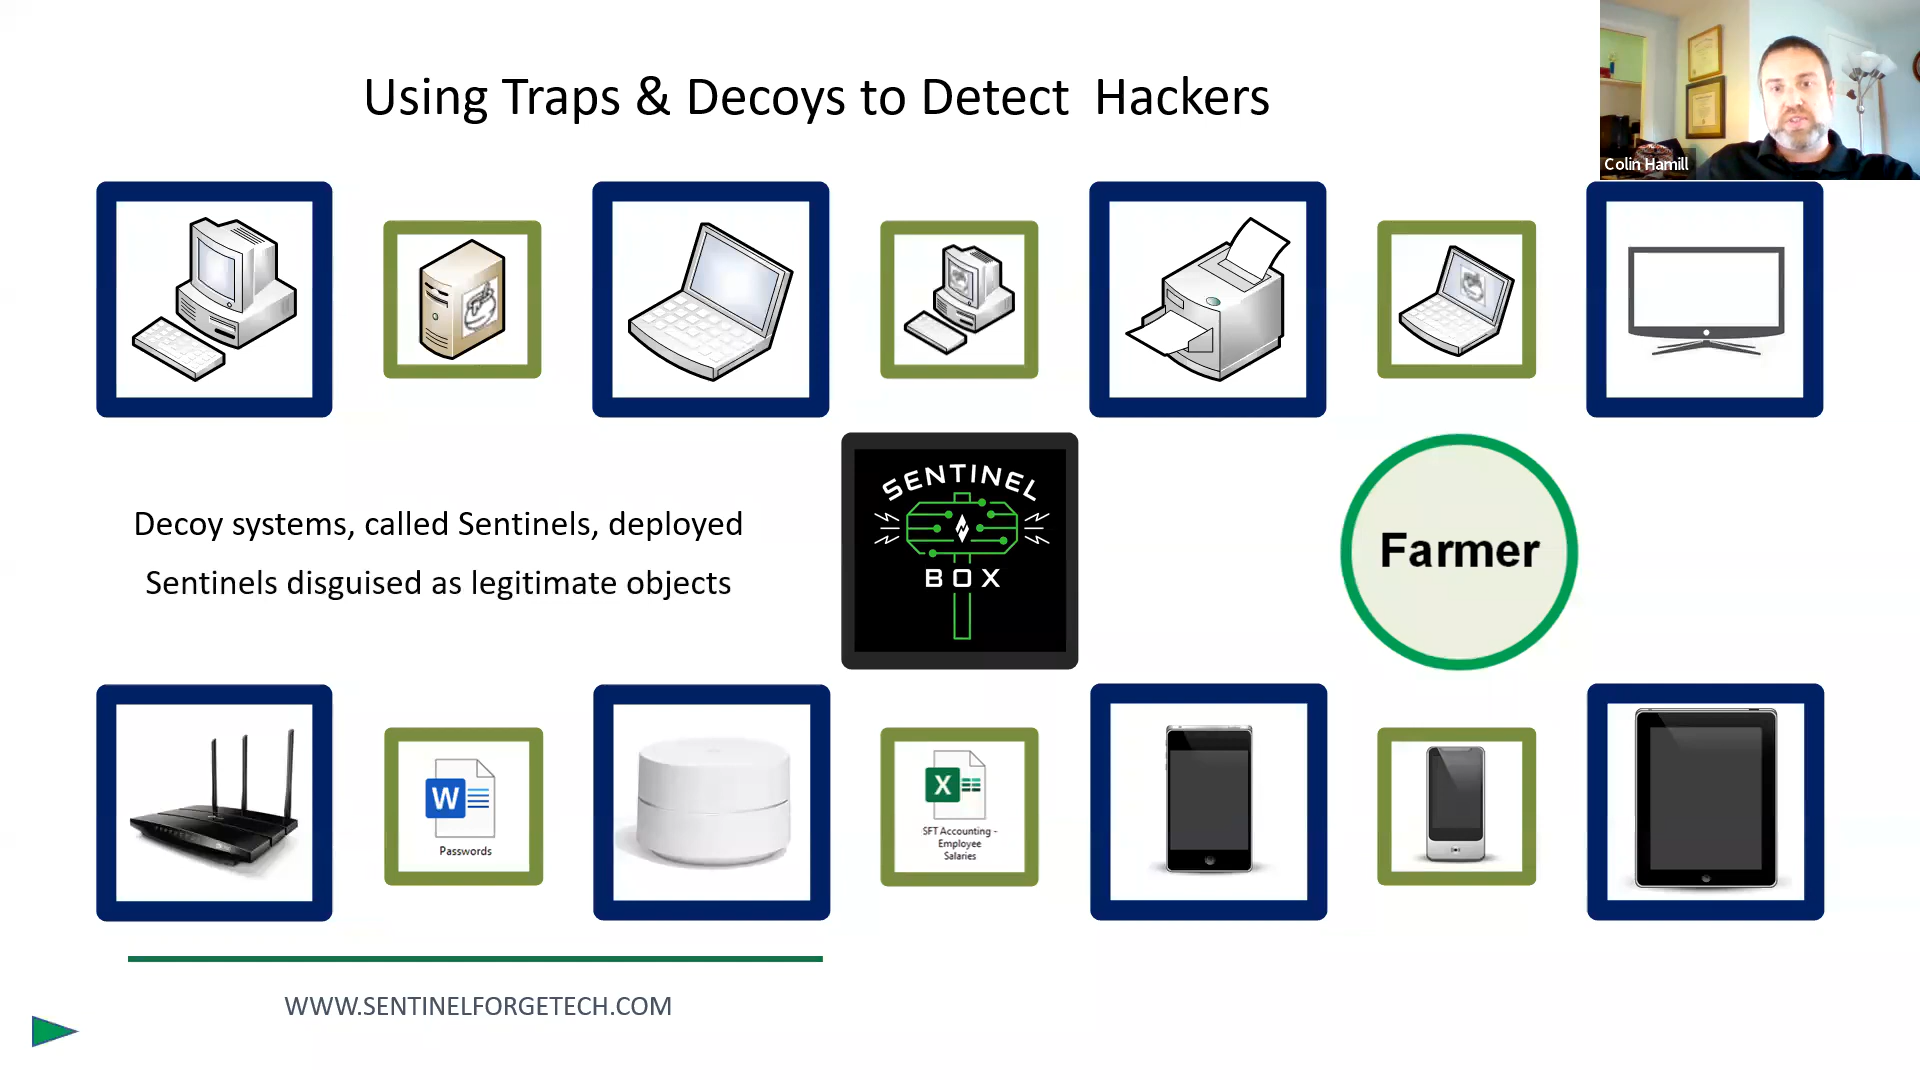 Using Traps & Decoys to Detect Hackers
Colin Hamill
Decoy systems, called Sentinels, deployed
Sentinels disguised as legitimate objects
SENTINEL
BOX
Farmer
W
Passwords
X
SFT Accounting -
Employee
Salaries
WWW.SENTINELFORGETECH.COM